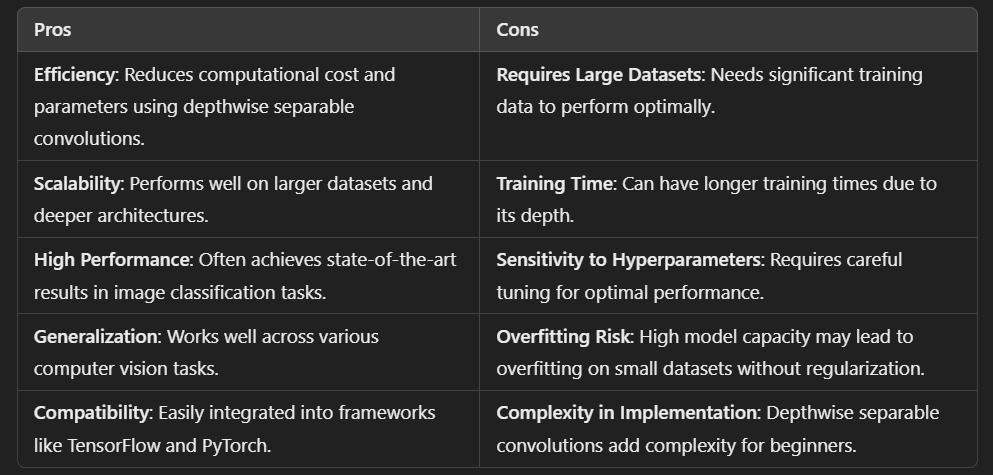 Pros
Cons
Efficiency: Reduces computational cost and
parameters using depthwise separable
convolutions.
Requires Large Datasets: Needs significant training
data to perform optimally.
Scalability: Performs well on larger datasets and
deeper architectures.
Training Time: Can have longer training times due to
its depth.
High Performance: Often achieves state-of-the-art
results in image classification tasks.
Sensitivity to Hyperparameters: Requires careful
tuning for optimal performance.
Generalization: Works well across various
computer vision tasks.
Overfitting Risk: High model capacity may lead to
overfitting on small datasets without regularization.
Compatibility: Easily integrated into frameworks
like TensorFlow and PyTorch.
Complexity in Implementation: Depthwise separable
convolutions add complexity for beginners.